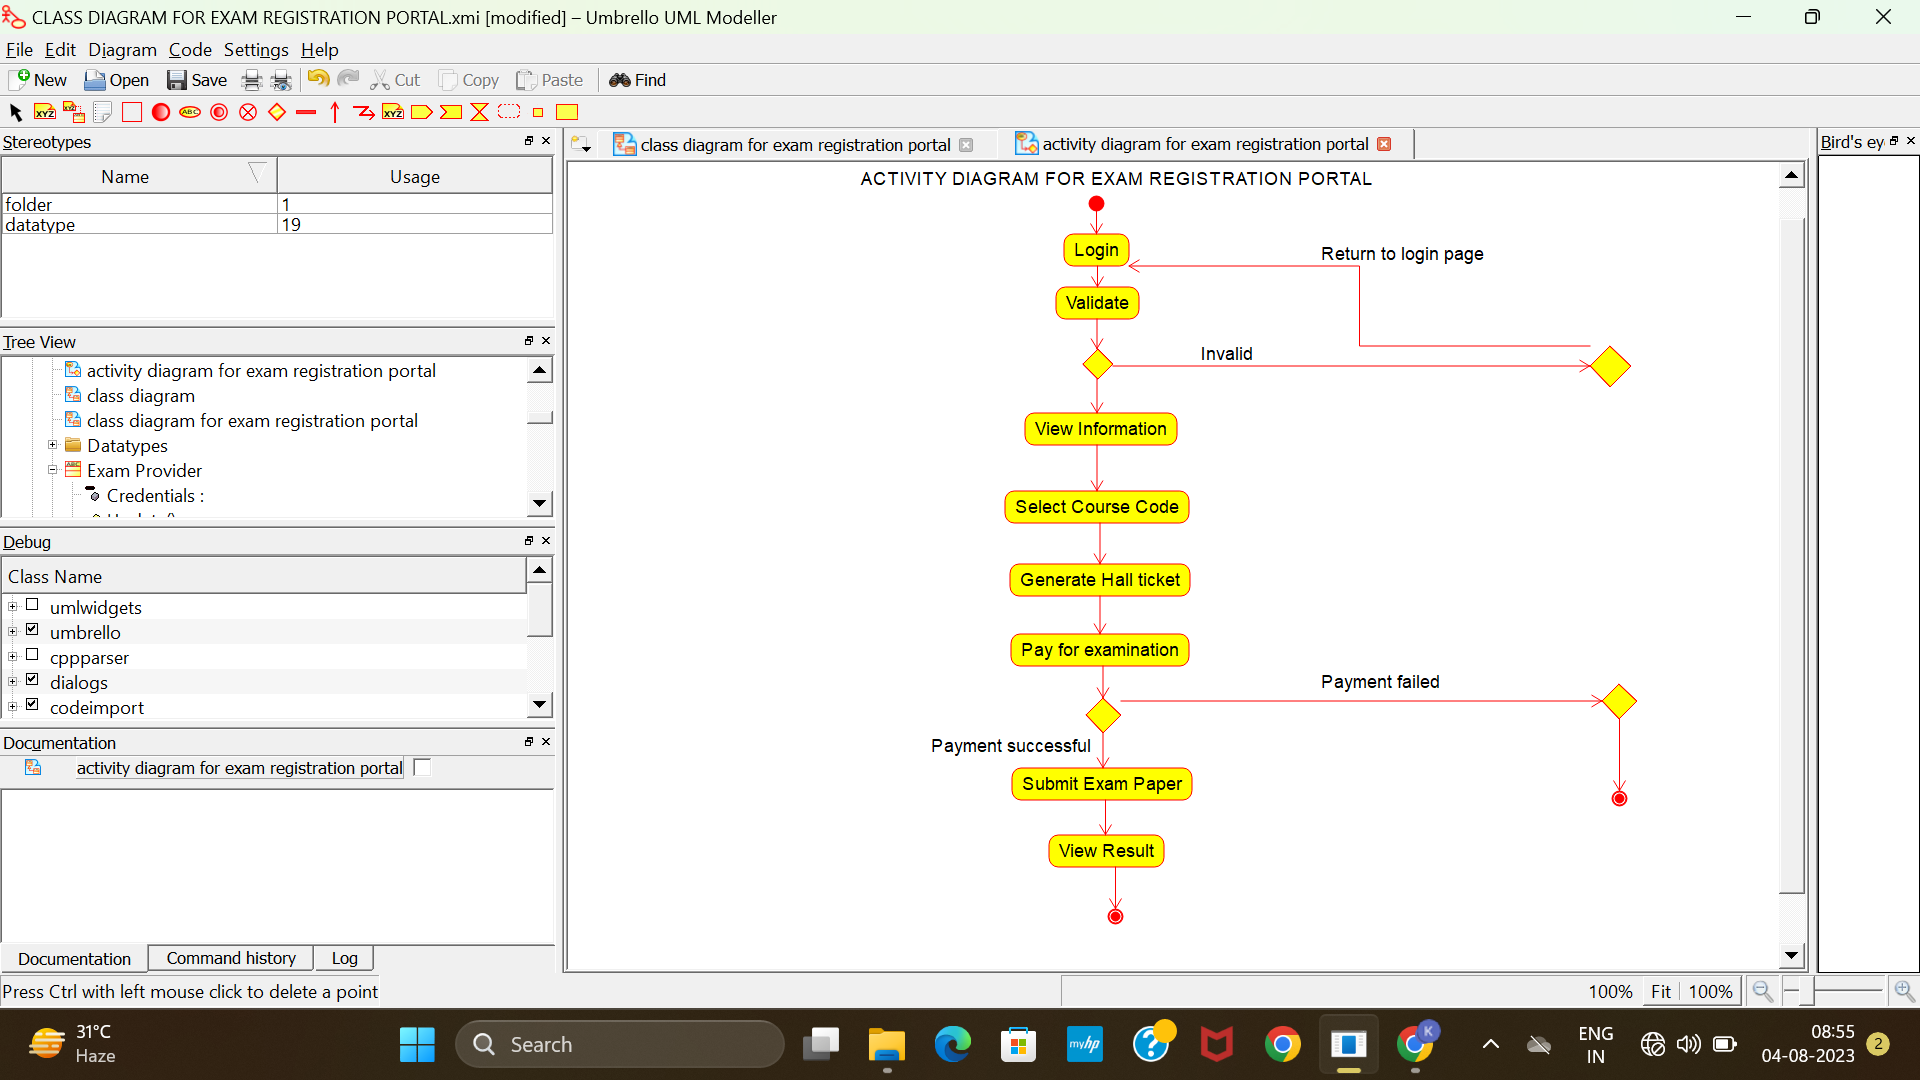 CLASS DIAGRAM FOR EXAM REGISTRATION PORTAL.xmi [modified] – Umbrello UML Modeller
File Edit Diagram Code Settings Help
New Open Save Cut Copy Paste Find
XYZ XYZ ABC XYZ
Stereotypes
Name Usage
folder 1
datatype 19
Tree View
activity diagram for exam registration portal
class diagram
class diagram for exam registration portal
Datatypes
ABC Exam Provider
Credentials :
Debug
Class Name
umlwidgets
umbrello
cppparser
dialogs
codeimport
Documentation
activity diagram for exam registration portal
Documentation Command history Log
Press Ctrl with left mouse click to delete a point
class diagram for exam registration portal
activity diagram for exam registration portal
Bird's ey
ACTIVITY DIAGRAM FOR EXAM REGISTRATION PORTAL
Login
Return to login page
Validate
Invalid
View Information
Select Course Code
Generate Hall ticket
Pay for examination
Payment failed
Payment successful
Submit Exam Paper
View Result
100% Fit 100%
31°C
Haze
Search
myhp
K
ENG
IN
08:55
04-08-2023
2